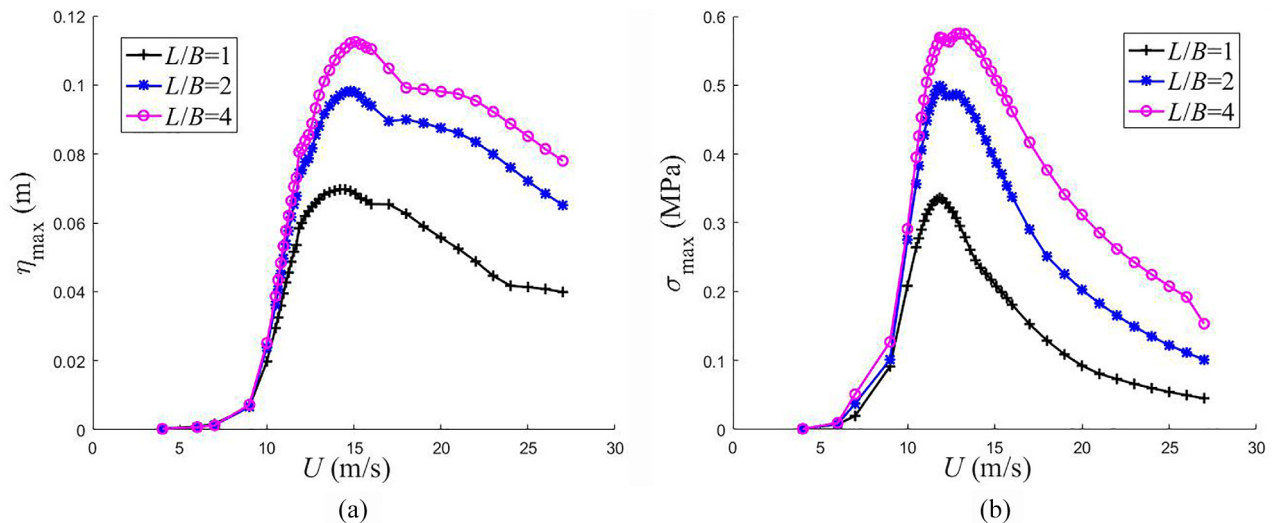 0.12
0.1
0.08
0.06
0.04
0.02
0
η_max (m)
L/B=1
L/B=2
L/B=4
0 5 10 15 20 25 30
U (m/s)
(a)
0.6
0.5
0.4
0.3
0.2
0.1
0
σ_max (MPa)
L/B=1
L/B=2
L/B=4
0 5 10 15 20 25 30
U (m/s)
(b)